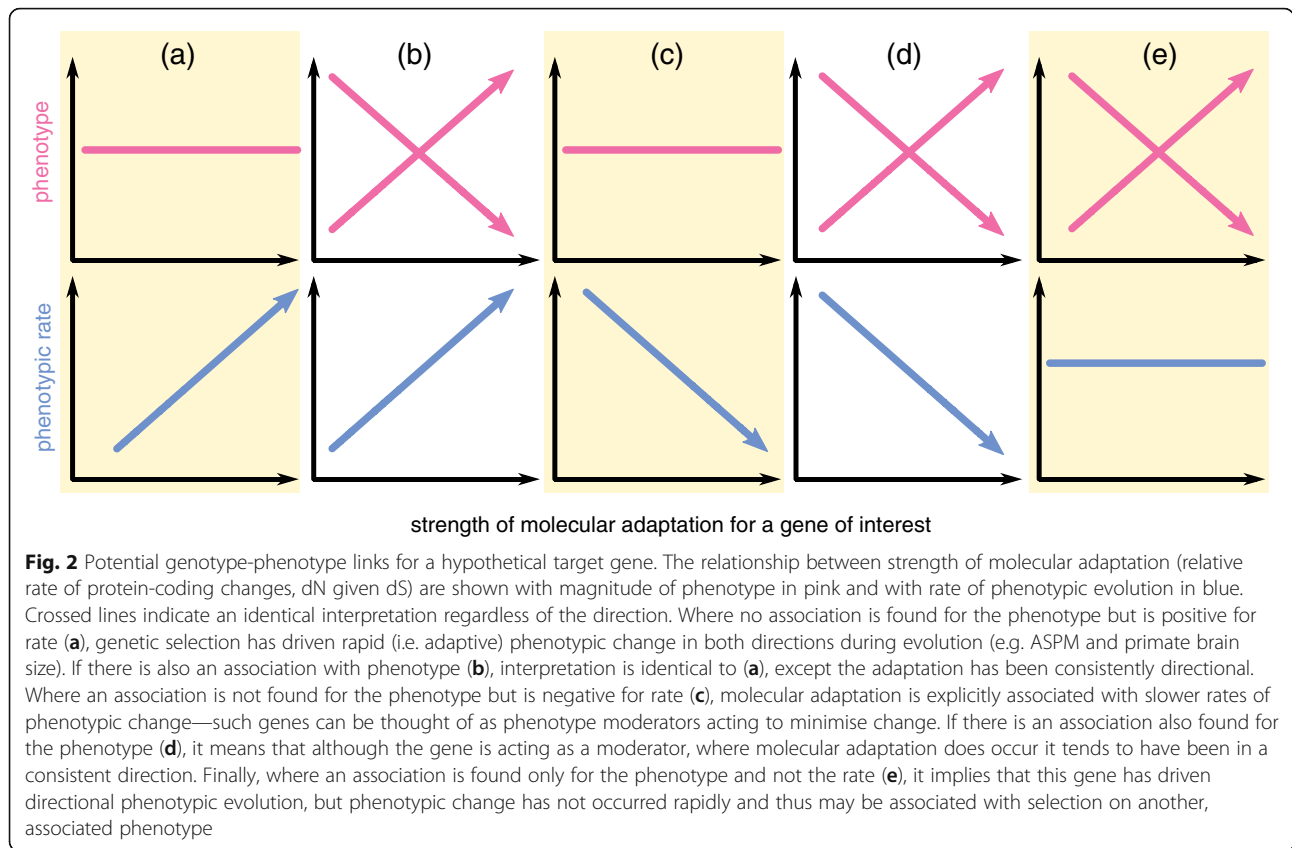 (a) (b) (c) (d) (e)
phenotype
phenotypic rate
strength of molecular adaptation for a gene of interest
Fig. 2 Potential genotype-phenotype links for a hypothetical target gene. The relationship between strength of molecular adaptation (relative
rate of protein-coding changes, dN given dS) are shown with magnitude of phenotype in pink and with rate of phenotypic evolution in blue.
Crossed lines indicate an identical interpretation regardless of the direction. Where no association is found for the phenotype but is positive for
rate (a), genetic selection has driven rapid (i.e. adaptive) phenotypic change in both directions during evolution (e.g. ASPM and primate brain
size). If there is also an association with phenotype (b), interpretation is identical to (a), except the adaptation has been consistently directional.
Where an association is not found for the phenotype but is negative for rate (c), molecular adaptation is explicitly associated with slower rates of
phenotypic change—such genes can be thought of as phenotype moderators acting to minimise change. If there is an association also found for
the phenotype (d), it means that although the gene is acting as a moderator, where molecular adaptation does occur it tends to have been in a
consistent direction. Finally, where an association is found only for the phenotype and not the rate (e), it implies that this gene has driven
directional phenotypic evolution, but phenotypic change has not occurred rapidly and thus may be associated with selection on another,
associated phenotype